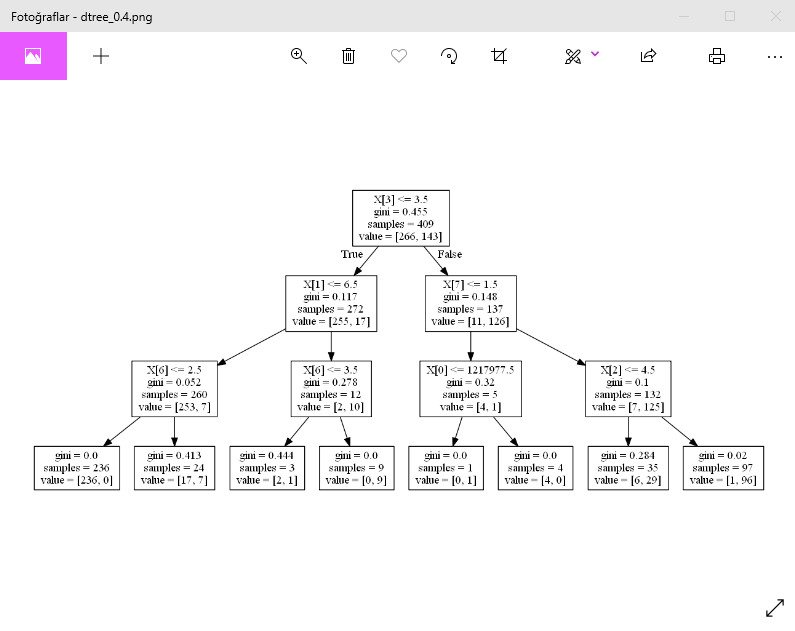 Fotoğraflar - dtree_0.4.png
X[3] <= 3.5
gini = 0.455
samples = 409
value = [266, 143]
True
False
X[1] <= 6.5
gini = 0.117
samples = 272
value = [255, 17]
X[7] <= 1.5
gini = 0.148
samples = 137
value = [11, 126]
X[6] <= 2.5
gini = 0.052
samples = 260
value = [253, 7]
X[6] <= 3.5
gini = 0.278
samples = 12
value = [2, 10]
X[0] <= 1217977.5
gini = 0.32
samples = 5
value = [4, 1]
X[2] <= 4.5
gini = 0.1
samples = 132
value = [7, 125]
gini = 0.0
samples = 236
value = [236, 0]
gini = 0.413
samples = 24
value = [17, 7]
gini = 0.444
samples = 3
value = [2, 1]
gini = 0.0
samples = 9
value = [0, 9]
gini = 0.0
samples = 1
value = [0, 1]
gini = 0.0
samples = 4
value = [4, 0]
gini = 0.284
samples = 35
value = [6, 29]
gini = 0.02
samples = 97
value = [1, 96]